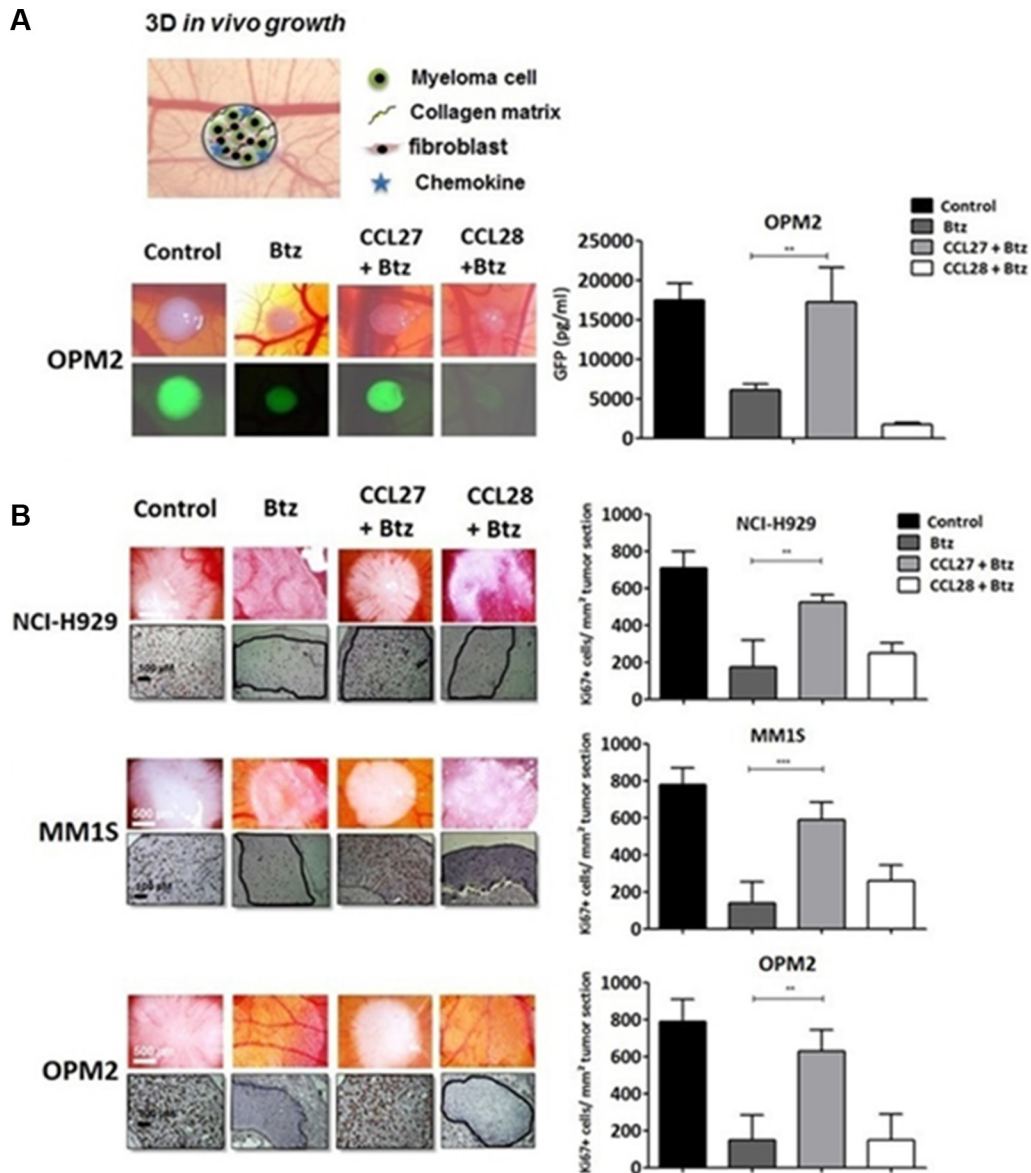 A
3D in vivo growth
Myeloma cell
Collagen matrix
fibroblast
Chemokine
Control
Btz
CCL27
+ Btz
CCL28
+Btz
OPM2
OPM2
Control
Btz
CCL27 + Btz
CCL28 + Btz
GFP (pg/ml)
25000
20000
15000
10000
5000
0
**
B
Control
Btz
CCL27
+ Btz
CCL28
+ Btz
NCI-H929
500 µM
NCI-H929
Control
Btz
CCL27 + Btz
CCL28 + Btz
Ki67+ cells/ mm² tumor section
1000
800
600
400
200
0
**
MM1S
500 µm
MM1S
Ki67+ cells/ mm² tumor section
1000
800
600
400
200
0
***
OPM2
500 µm
OPM2
Ki67+ cells/ mm² tumor section
1000
800
600
400
200
0
**